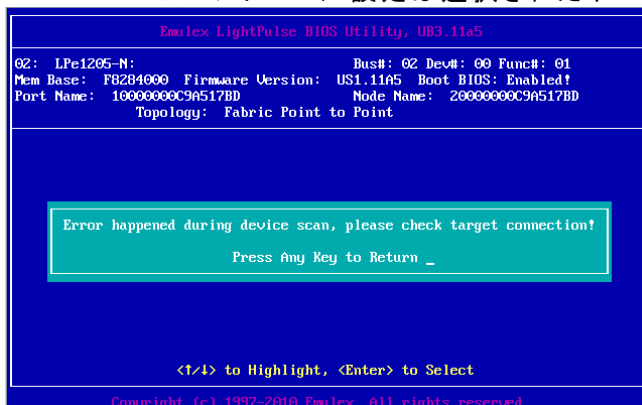 Emulex LightPulse BIOS Utility, UB3.11a5
02: LPe1205-N: Bus#: 02 Dev#: 00 Func#: 01
Mem Base: F8284000 Firmware Version: US1.11A5 Boot BIOS: Enabled!
Port Name: 10000000C9A517BD Node Name: 20000000C9A517BD
Topology: Fabric Point to Point
Error happened during device scan, please check target connection!
Press Any Key to Return _
<↑/↓> to Highlight, <Enter> to Select
Copyright (c) 1997-2010 Emulex. All rights reserved